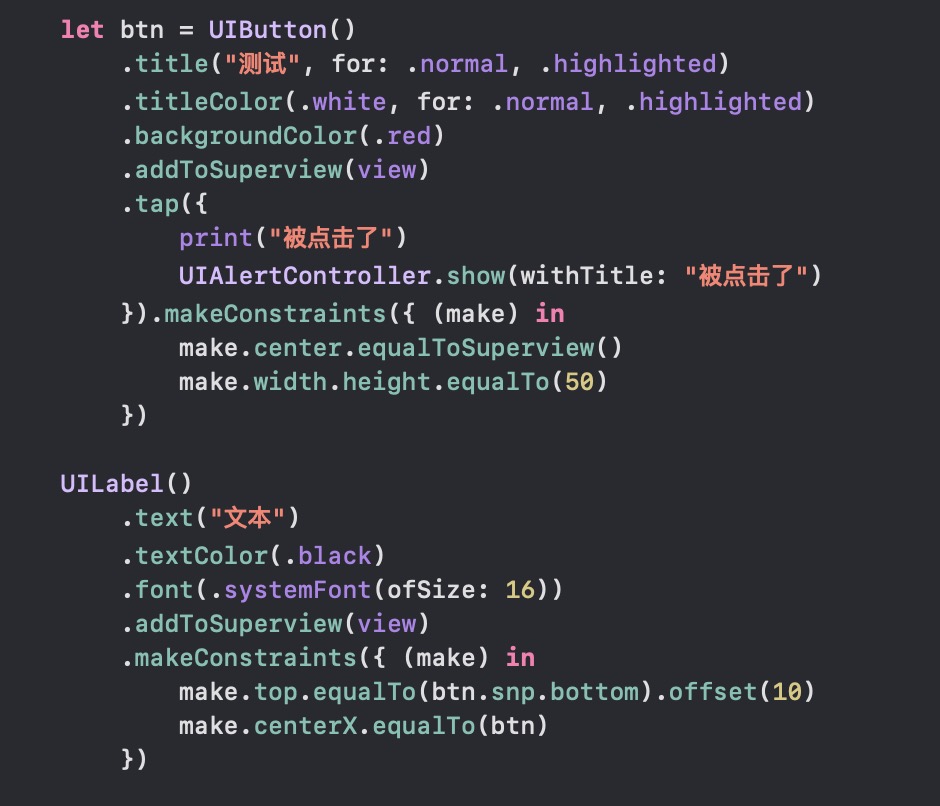 let btn = UIButton()
.title("测试", for: .normal, .highlighted)
.titleColor(.white, for: .normal, .highlighted)
.backgroundColor(.red)
.addToSuperview(view)
.tap({
print("被点击了")
UIAlertController.show(withTitle: "被点击了")
}).makeConstraints({ (make) in
make.center.equalToSuperview()
make.width.height.equalTo(50)
})
UILabel()
.text("文本")
.textColor(.black)
.font(.systemFont(ofSize: 16))
.addToSuperview(view)
.makeConstraints({ (make) in
make.top.equalTo(btn.snp.bottom).offset(10)
make.centerX.equalTo(btn)
})